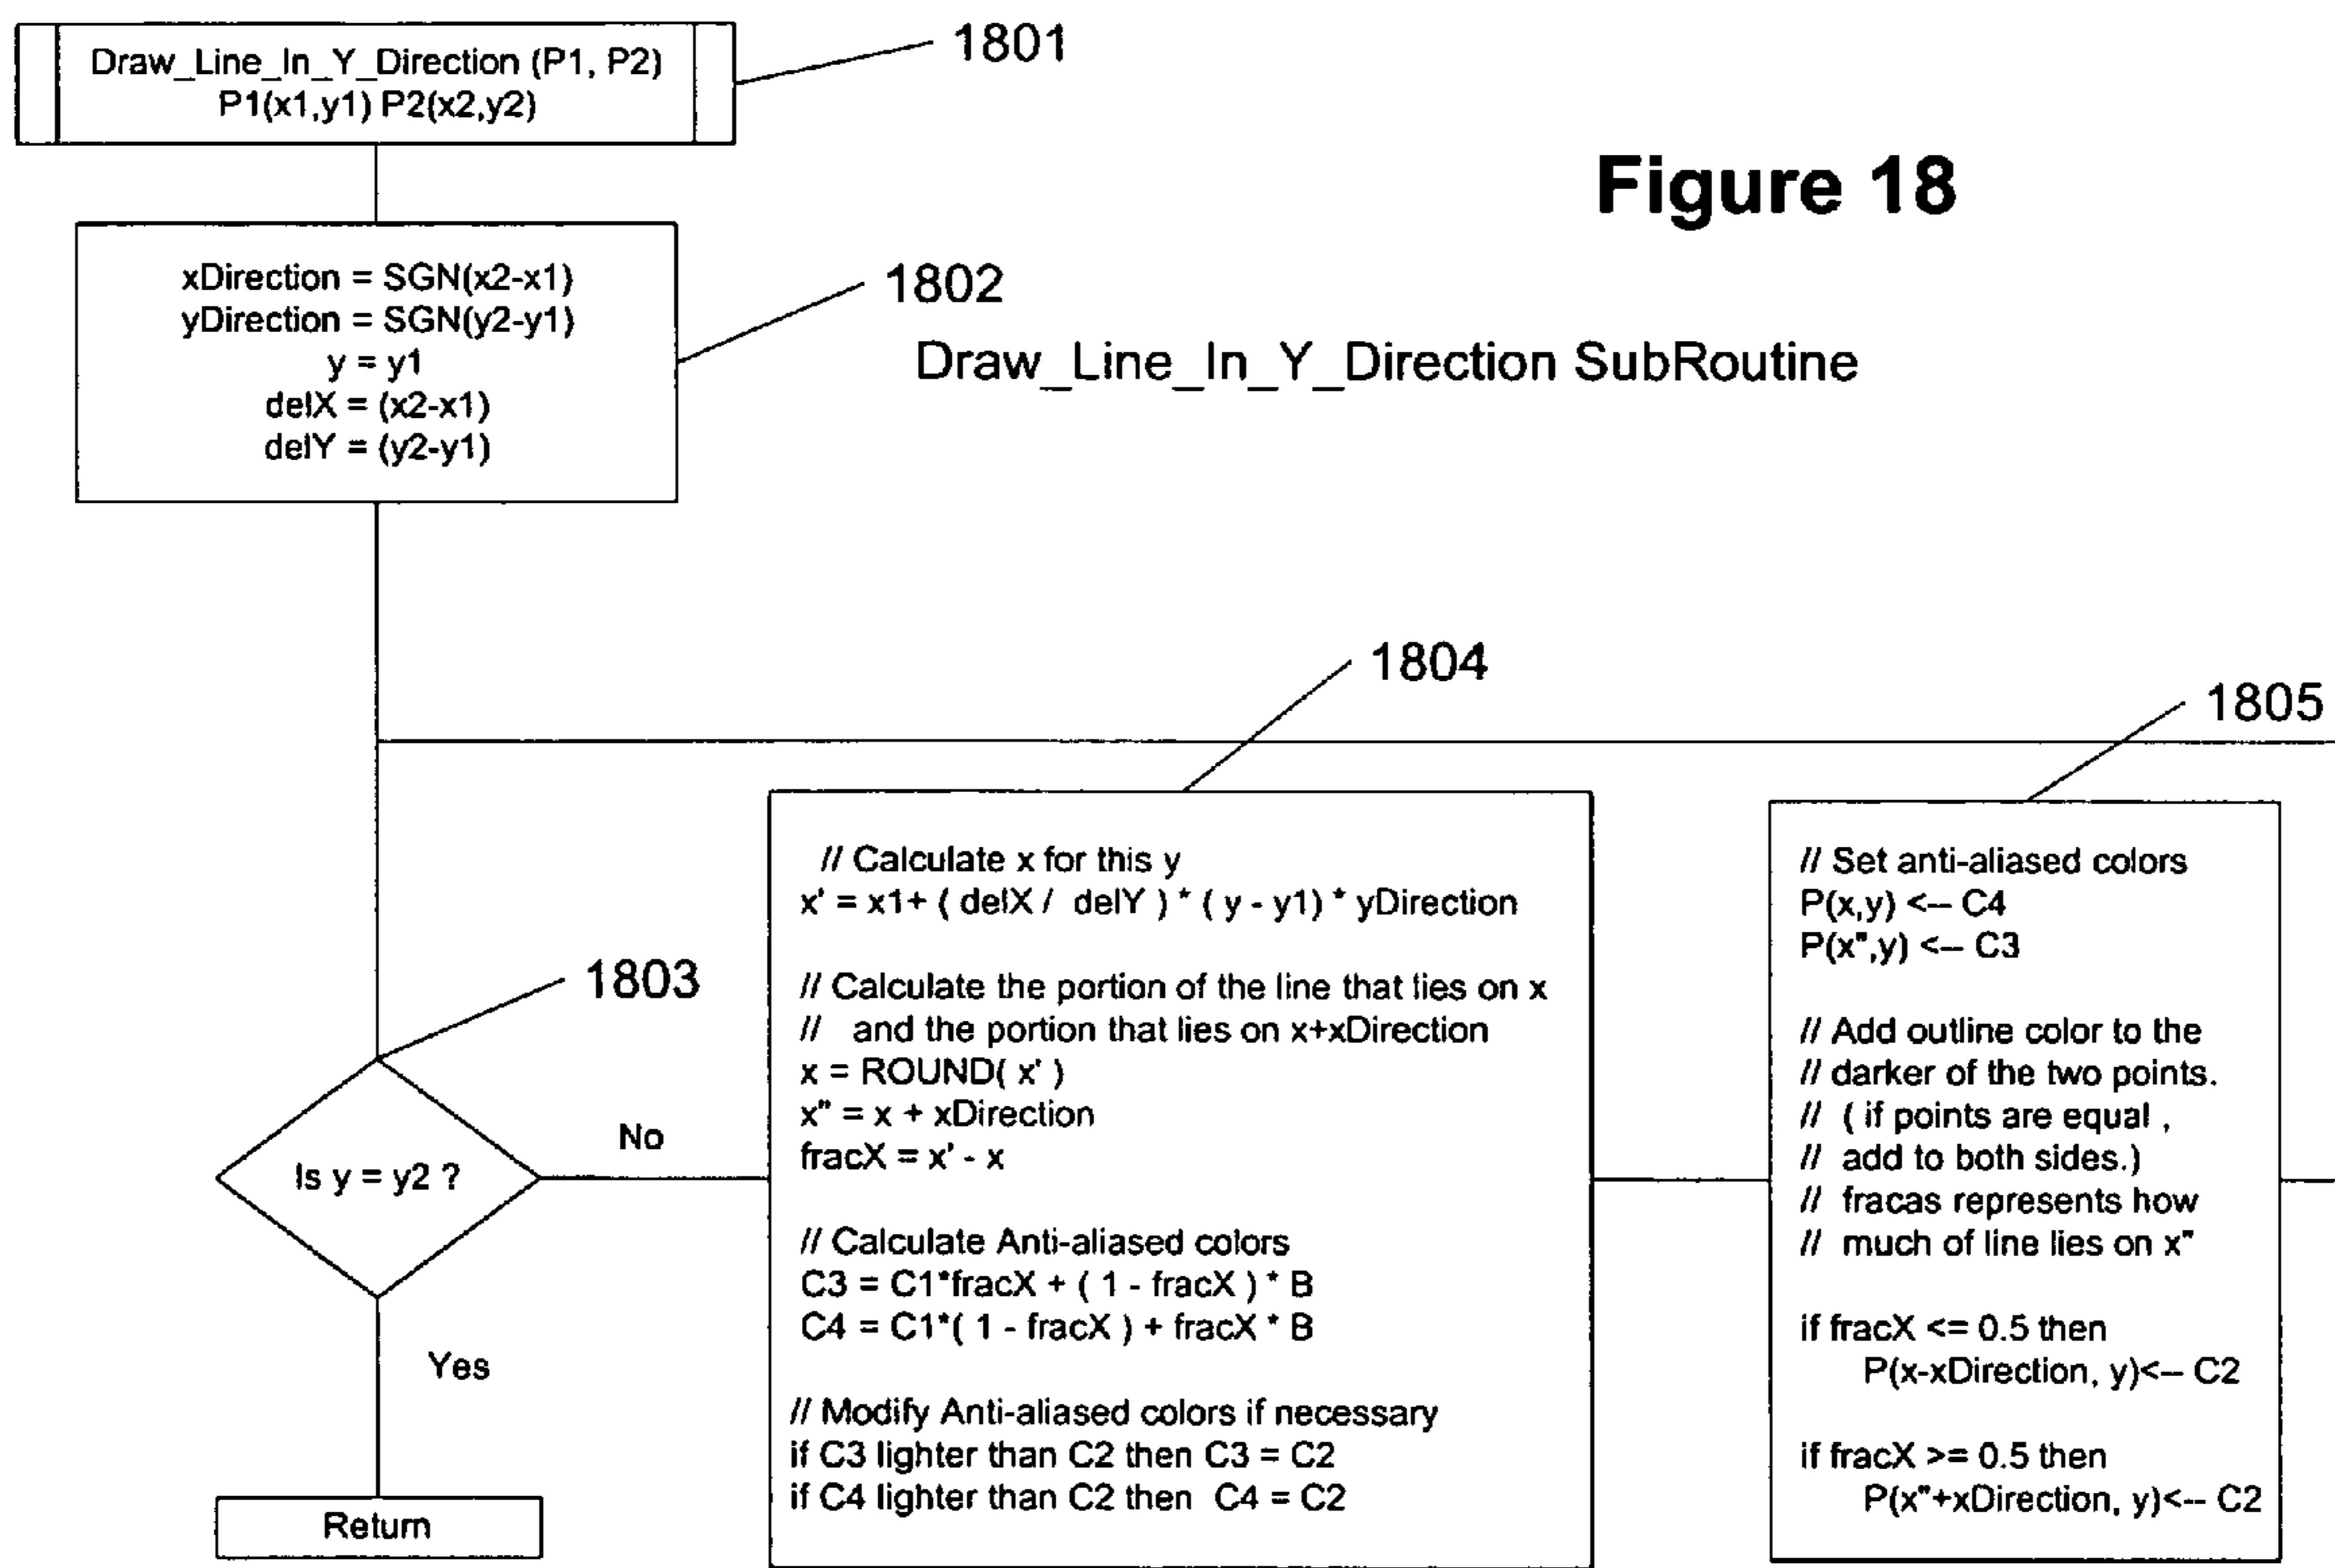 Draw_Line_In_Y_Direction (P1, P2)
P1(x1,y1) P2(x2,y2)
1801
Figure 18
xDirection = SGN(x2-x1)
yDirection = SGN(y2-y1)
y = y1
delX = (x2-x1)
delY = (y2-y1)
1802
Draw_Line_In_Y_Direction SubRoutine
1803
Is y = y2 ?
No
Yes
Return
1804
// Calculate x for this y
x' = x1+ ( delX / delY ) * ( y - y1) * yDirection
// Calculate the portion of the line that lies on x
// and the portion that lies on x+xDirection
x = ROUND( x' )
x" = x + xDirection
fracX = x' - x
// Calculate Anti-aliased colors
C3 = C1*fracX + ( 1 - fracX ) * B
C4 = C1*( 1 - fracX ) + fracX * B
// Modify Anti-aliased colors if necessary
if C3 lighter than C2 then C3 = C2
if C4 lighter than C2 then C4 = C2
1805
// Set anti-aliased colors
P(x,y) <-- C4
P(x",y) <-- C3
// Add outline color to the
// darker of the two points.
// ( if points are equal ,
// add to both sides.)
// fracas represents how
// much of line lies on x"
if fracX <= 0.5 then
P(x-xDirection, y)<-- C2
if fracX >= 0.5 then
P(x"+xDirection, y)<-- C2